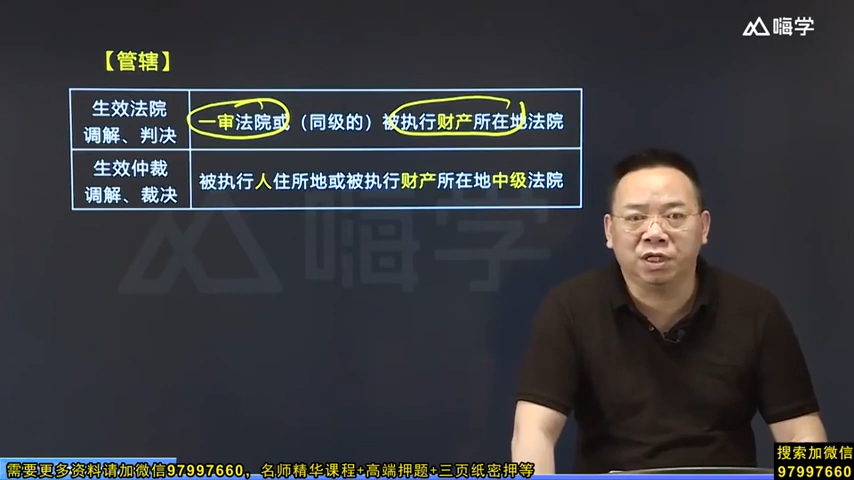 嗨学
【管辖】
生效法院
调解、判决
一审法院或（同级的）被执行财产所在地法院
生效仲裁
调解、裁决
被执行人住所地或被执行财产所在地中级法院
嗨学
需要更多资料请加微信97997660，名师精华课程+高端押题+三页纸密押等
搜索加微信
97997660